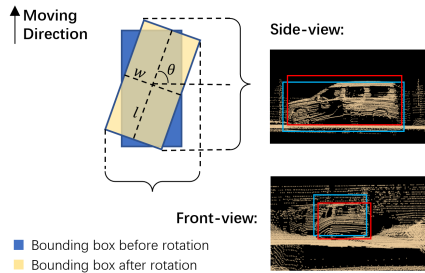 Moving
Direction
w
θ
l
Side-view:
Front-view:
Bounding box before rotation
Bounding box after rotation